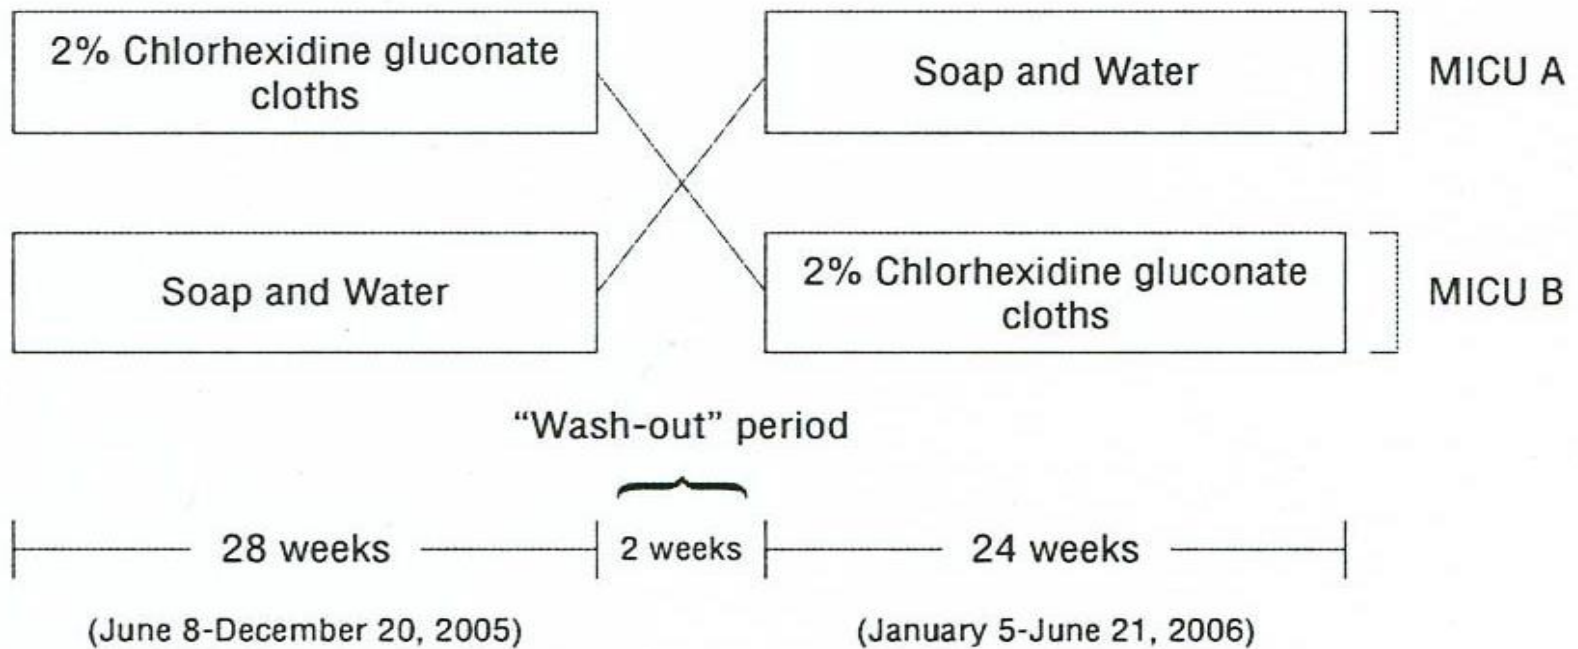 2% Chlorhexidine gluconate
cloths
Soap and Water
MICU A
Soap and Water
2% Chlorhexidine gluconate
cloths
MICU B
“Wash-out” period
28 weeks
2 weeks
24 weeks
(June 8-December 20, 2005)
(January 5-June 21, 2006)